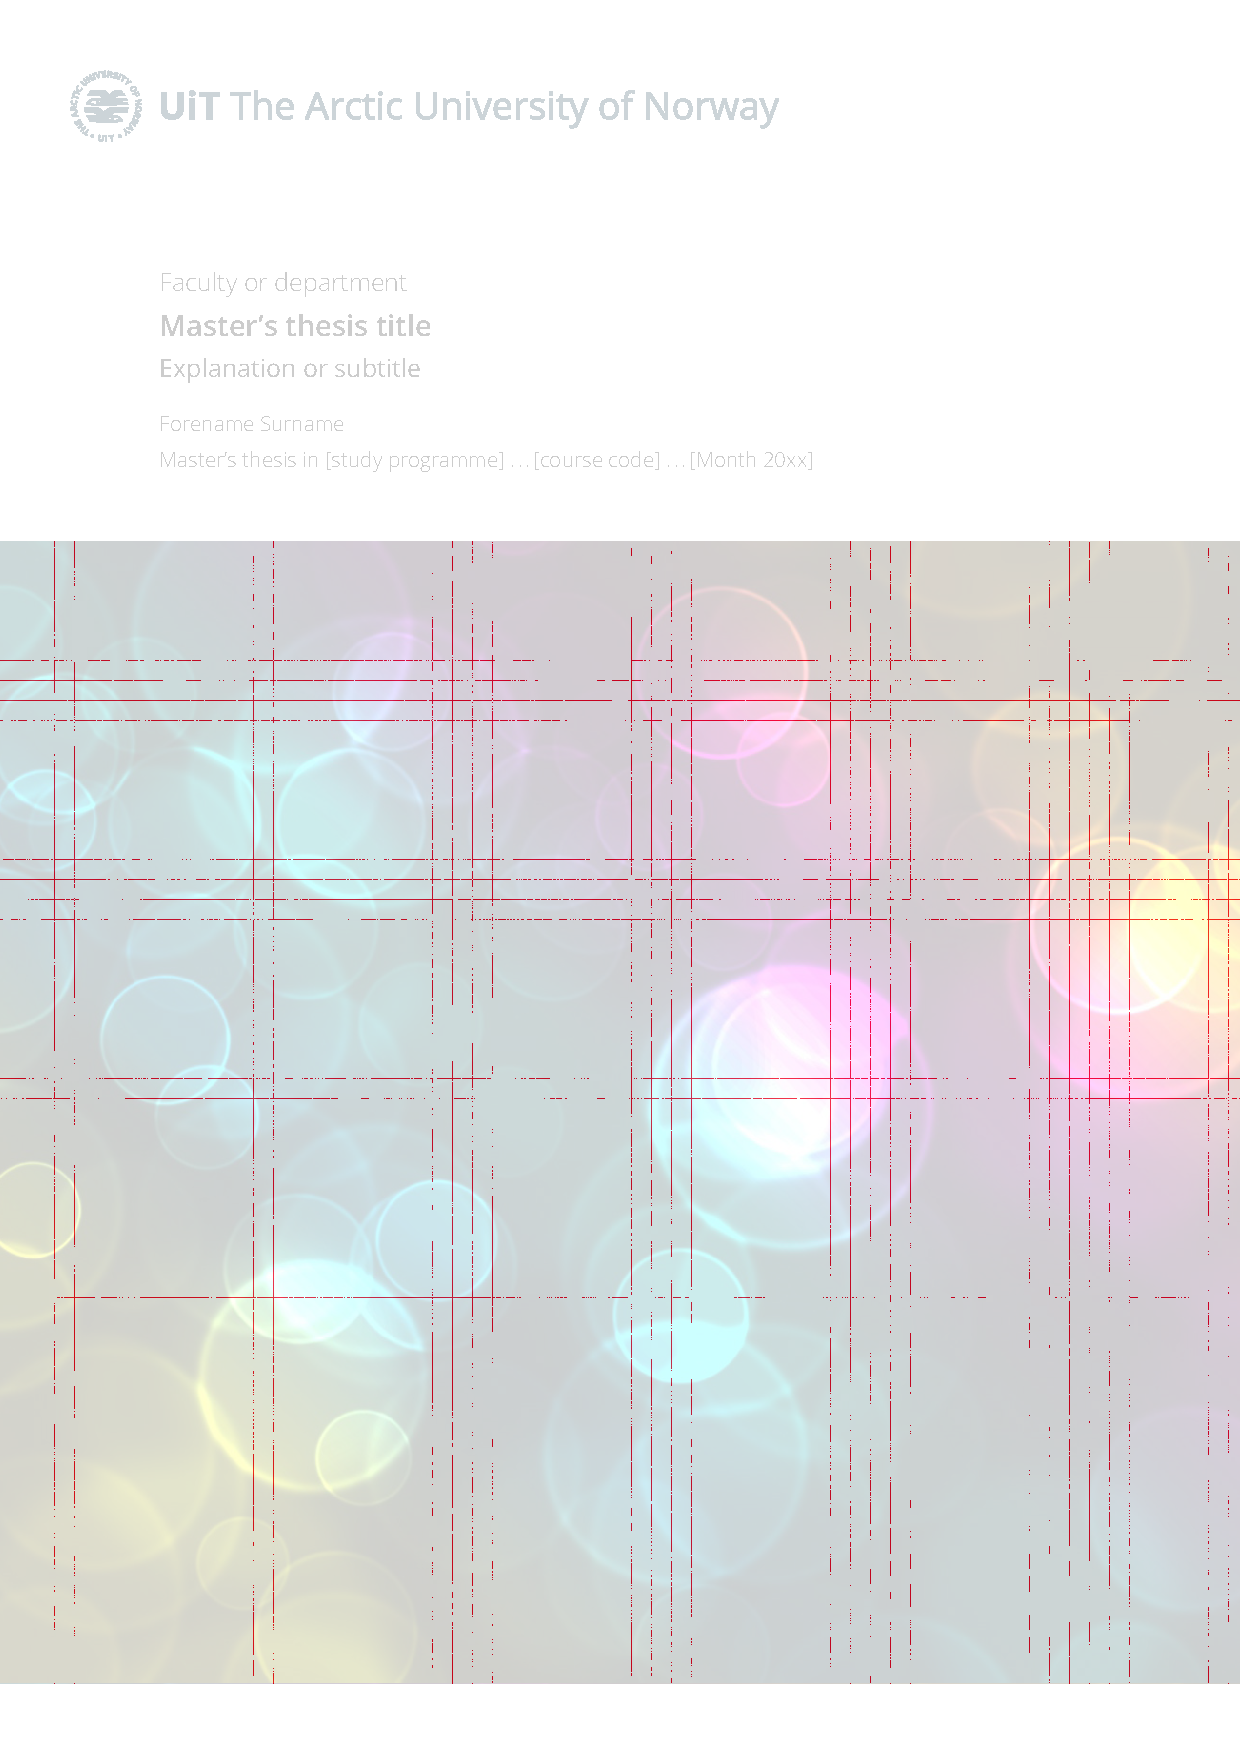 THE ARCTIC UNIVERSITY OF NORWAY • UiT •
UiT The Arctic University of Norway
Faculty or department
Master’s thesis title
Explanation or subtitle
Forename Surname
Master’s thesis in [study programme] ... [course code] ... [Month 20xx]